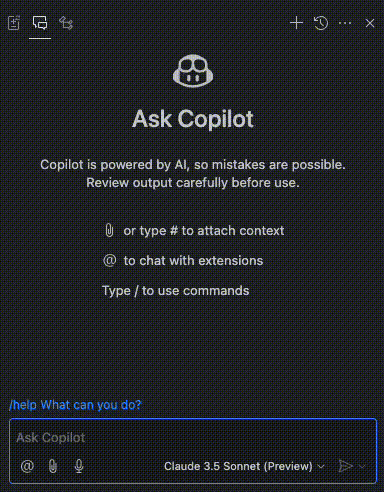 Ask Copilot
Copilot is powered by AI, so mistakes are possible.
Review output carefully before use.
or type # to attach context
@ to chat with extensions
Type / to use commands
/help What can you do?
Ask Copilot
@ Claude 3.5 Sonnet (Preview)